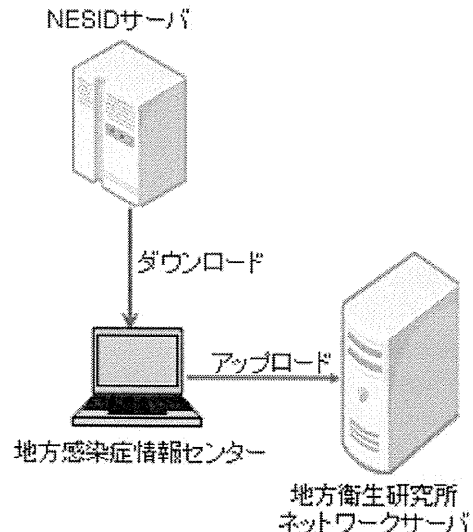 NESIDサーバ
ダウンロード
アップロード
地方感染症情報センター
地方衛生研究所
ネットワークサーバ